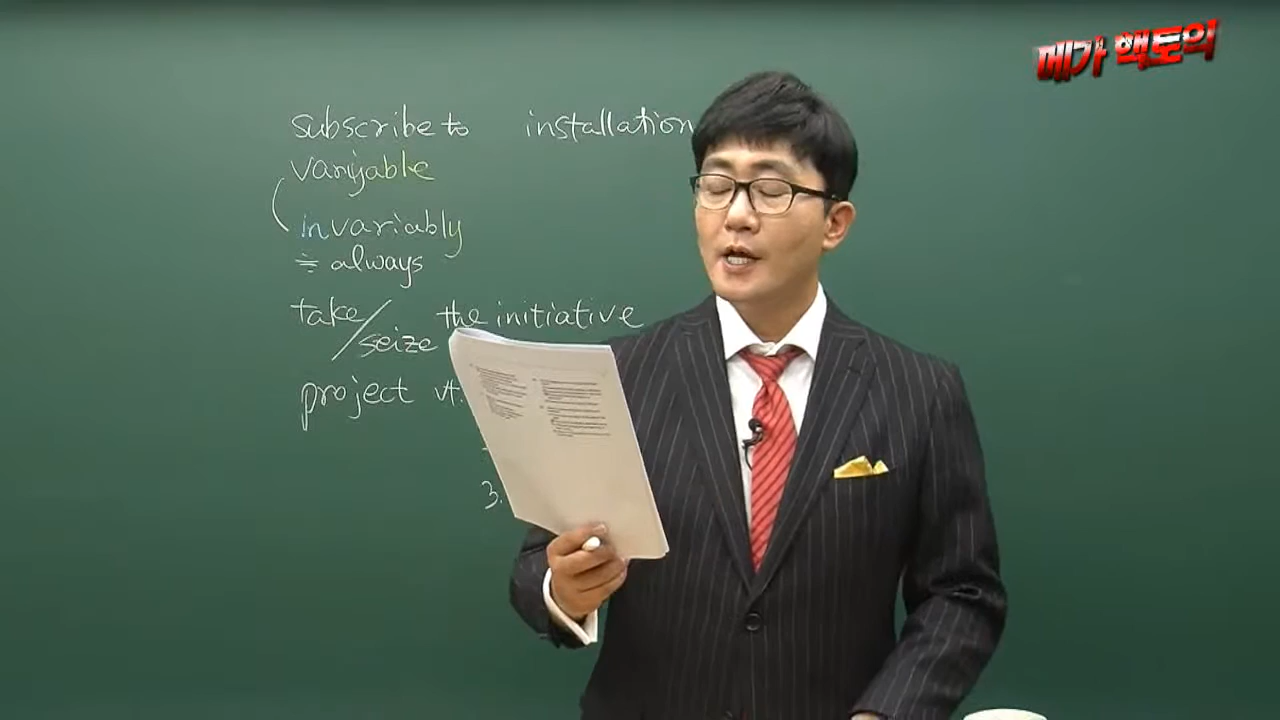 메가 핵토익
subscribe to installation
variable
invariably
≒ always
take/seize the initiative
project vt.
3.